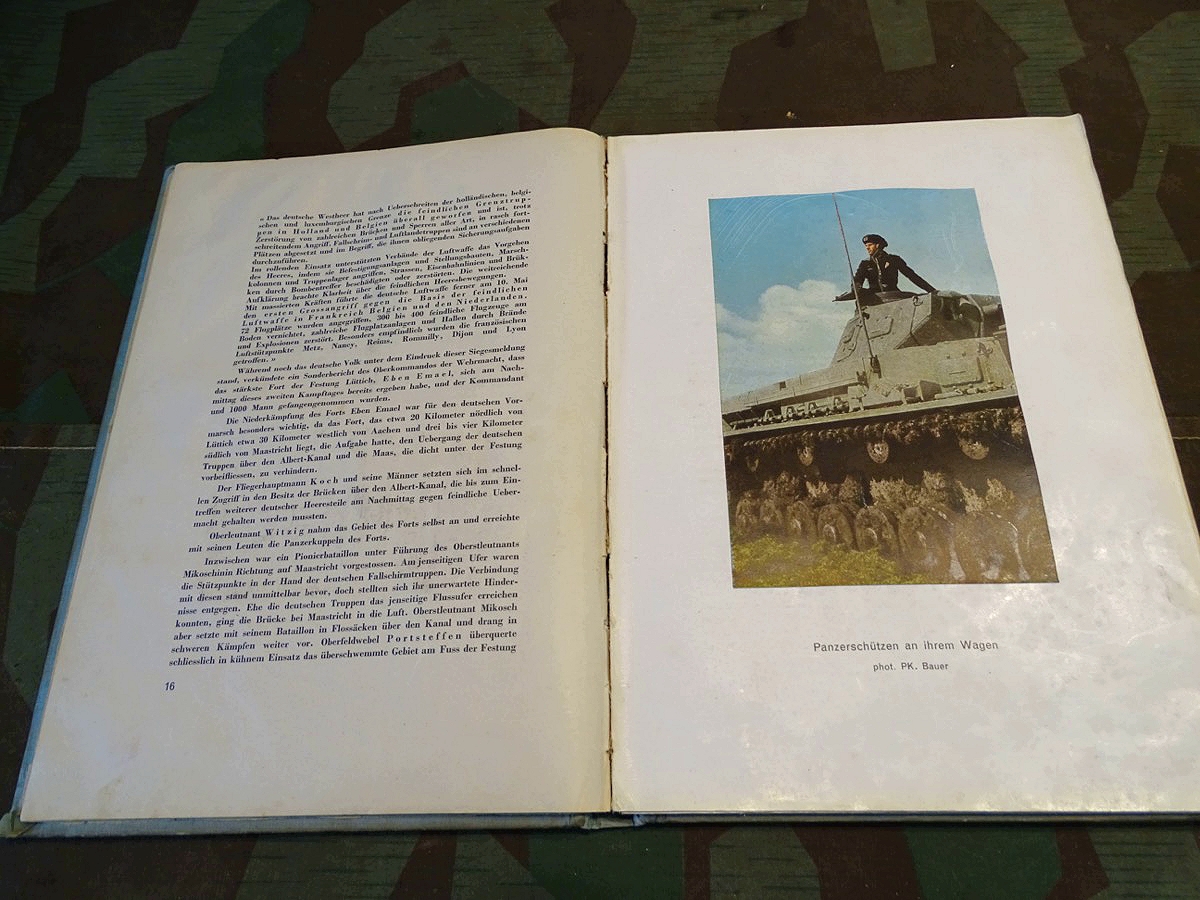 « Das deutsche Westheer hat nach Ueberschreiten der holländischen, belgi-
schen und luxemburgischen Grenze die feindlichen Grenztrup-
pen in Holland und Belgien überall geworfen und ist, trotz
Zerstörung von zahlreichen Brücken und Sperren aller Art, in rasch fort-
schreitendem Angriff. Fallschirm- und Luftlandetruppen sind an verschiedenen
Plätzen abgesetzt und im Begriff, die ihnen obliegenden Sicherungsaufgaben
durchzuführen.
Im rollenden Einsatz unterstützten Verbände der Luftwaffe das Vorgehen
des Heeres, indem sie Befestigungsanlagen und Stellungsbauten, Marsch-
kolonnen und Truppenlager angriffen, Strassen, Eisenbahnlinien und Brük-
ken durch Bombentreffer beschädigten oder zerstörten. Die weitreichende
Aufklärung brachte Klarheit über die feindlichen Heeresbewegungen.
Mit massierten Kräften führte die deutsche Luftwaffe ferner am 10. Mai
den ersten Grossangriff gegen die Basis der feindlichen
Luftwaffe in Frankreich Belgien und den Niederlanden.
72 Flugplätze wurden angegriffen, 300 bis 400 feindliche Flugzeuge am
Boden vernichtet, zahlreiche Flugplatzanlagen und Hallen durch Brände
und Explosionen zerstört. Besonders empfindlich wurden die französischen
Luftstützpunkte Metz, Nancy, Reims, Rommilly, Dijon und Lyon
getroffen. »
Während noch das deutsche Volk unter dem Eindruck dieser Siegesmeldung
stand, verkündete ein Sonderbericht des Oberkommandos der Wehrmacht, dass
das stärkste Fort der Festung Lüttich, Eben Emael, sich am Nach-
mittag dieses zweiten Kampftages bereits ergeben habe, und der Kommandant
und 1000 Mann gefangengenommen wurden.
Die Niederkämpfung des Forts Eben Emael war für den deutschen Vor-
marsch besonders wichtig, da das Fort, das etwa 20 Kilometer nördlich von
Lüttich etwa 30 Kilometer westlich von Aachen und drei bis vier Kilometer
südlich von Maastricht liegt, die Aufgabe hatte, den Uebergang der deutschen
Truppen über den Albert-Kanal und die Maas, die dicht unter der Festung
vorbeifliessen, zu verhindern.
Der Fliegerhauptmann Koch und seine Männer setzten sich im schnel-
len Zugriff in den Besitz der Brücken über den Albert-Kanal, die bis zum Ein-
treffen weiterer deutscher Heeresteile am Nachmittag gegen feindliche Ueber-
macht gehalten werden mussten.
Oberleutnant Witzig nahm das Gebiet des Forts selbst an und erreichte
mit seinen Leuten die Panzerkuppeln des Forts.
Inzwischen war ein Pionierbataillon unter Führung des Oberstleutnants
Mikoschinin Richtung auf Maastricht vorgestossen. Am jenseitigen Ufer waren
die Stützpunkte in der Hand der deutschen Fallschirmtruppen. Die Verbindung
mit diesen stand unmittelbar bevor, doch stellten sich ihr unerwartete Hinder-
nisse entgegen. Ehe die deutschen Truppen das jenseitige Flussufer erreichen
konnten, ging die Brücke bei Maastricht in die Luft. Oberstleutnant Mikosch
aber setzte mit seinem Bataillon in Flossäcken über den Kanal und drang in
schweren Kämpfen weiter vor. Oberfeldwebel Portsteffen überquerte
schliesslich in kühnem Einsatz das überschwemmte Gebiet am Fuss der Festung
16
Panzerschützen an ihrem Wagen
phot. PK. Bauer